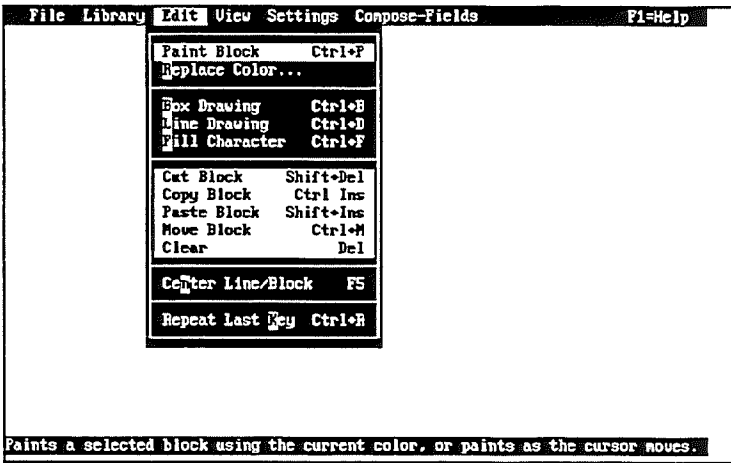 File Library Edit View Settings Compose-Fields F1=Help
Paint Block Ctrl+P
Replace Color...
Box Drawing Ctrl+B
Line Drawing Ctrl+D
Fill Character Ctrl+F
Cut Block Shift+Del
Copy Block Ctrl Ins
Paste Block Shift+Ins
Move Block Ctrl+M
Clear Del
Center Line/Block F5
Repeat Last Key Ctrl+R
Paints a selected block using the current color, or paints as the cursor moves.